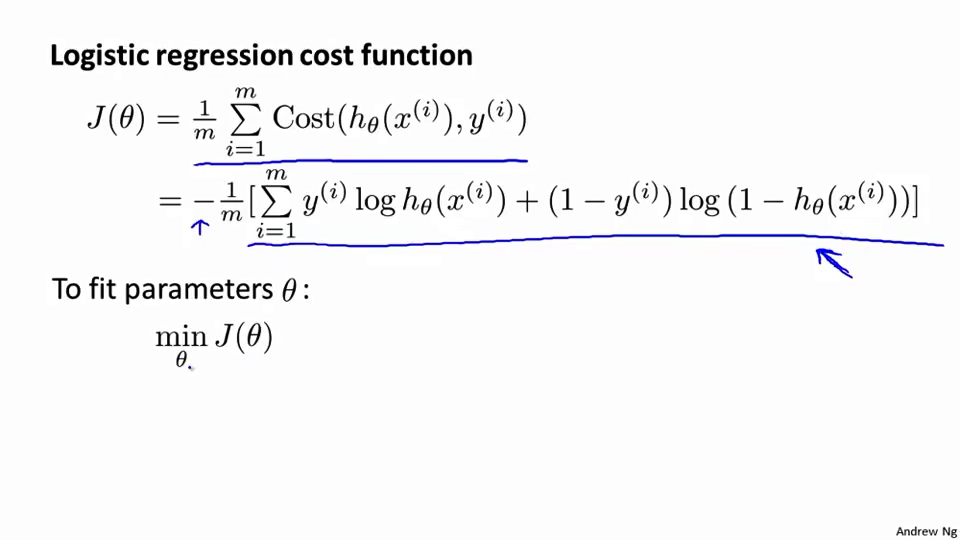 Logistic regression cost function
J(θ) = 1/m ∑_{i=1}^{m} Cost(h_θ(x^{(i)}), y^{(i)})
= −1/m [∑_{i=1}^{m} y^{(i)} log h_θ(x^{(i)}) + (1 − y^{(i)}) log (1 − h_θ(x^{(i)}))]
To fit parameters θ :
min_θ J(θ)
Andrew Ng